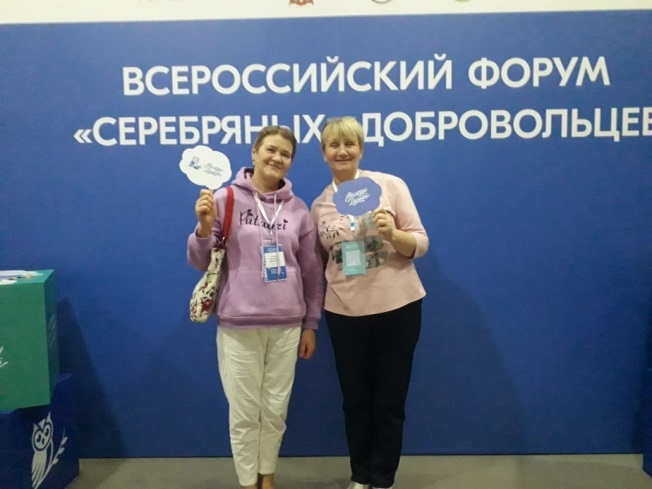 ВСЕРОССИЙСКИЙ ФОРУМ
«СЕРЕБРЯНЫХ» ДОБРОВОЛЬЦЕВ